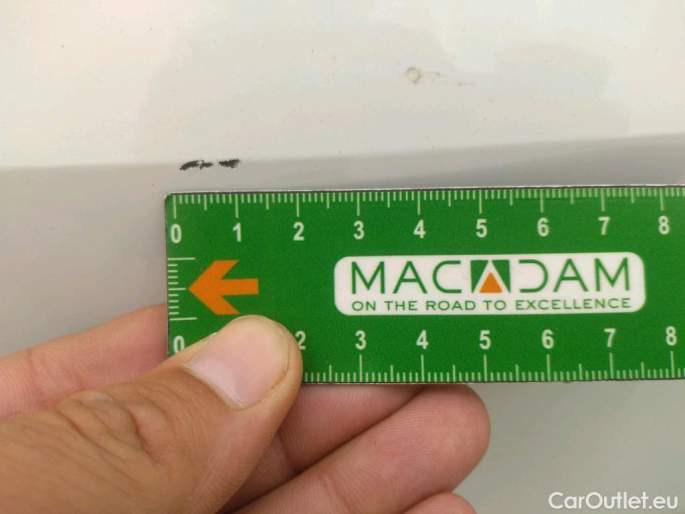 0 1 2 3 4 5 6 7 8
MACADAM
ON THE ROAD TO EXCELLENCE
0 2 3 4 5 6 7 8
CarOutlet.eu